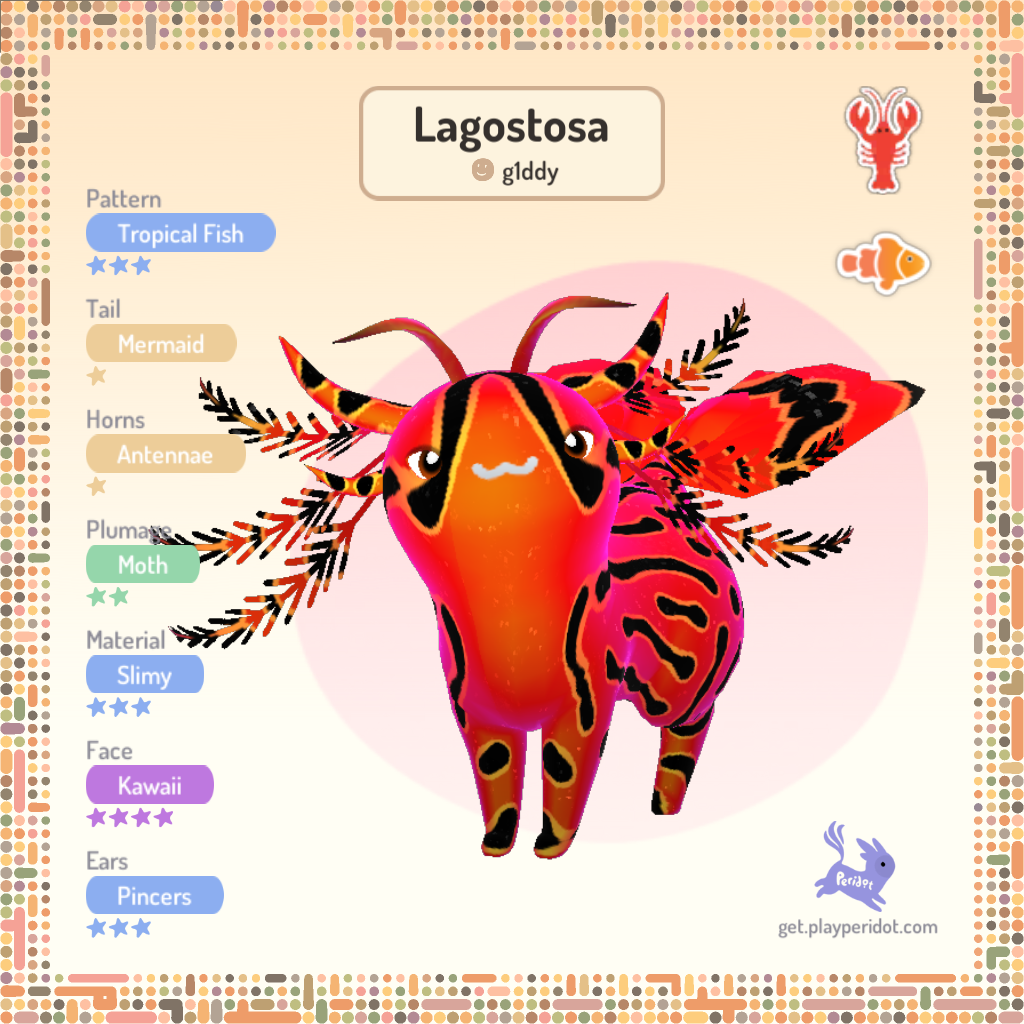 Lagostosa
g1ddy
Pattern
Tropical Fish
Tail
Mermaid
Horns
Antennae
Plumage
Moth
Material
Slimy
Face
Kawaii
Ears
Pincers
Peridot
get.playperidot.com